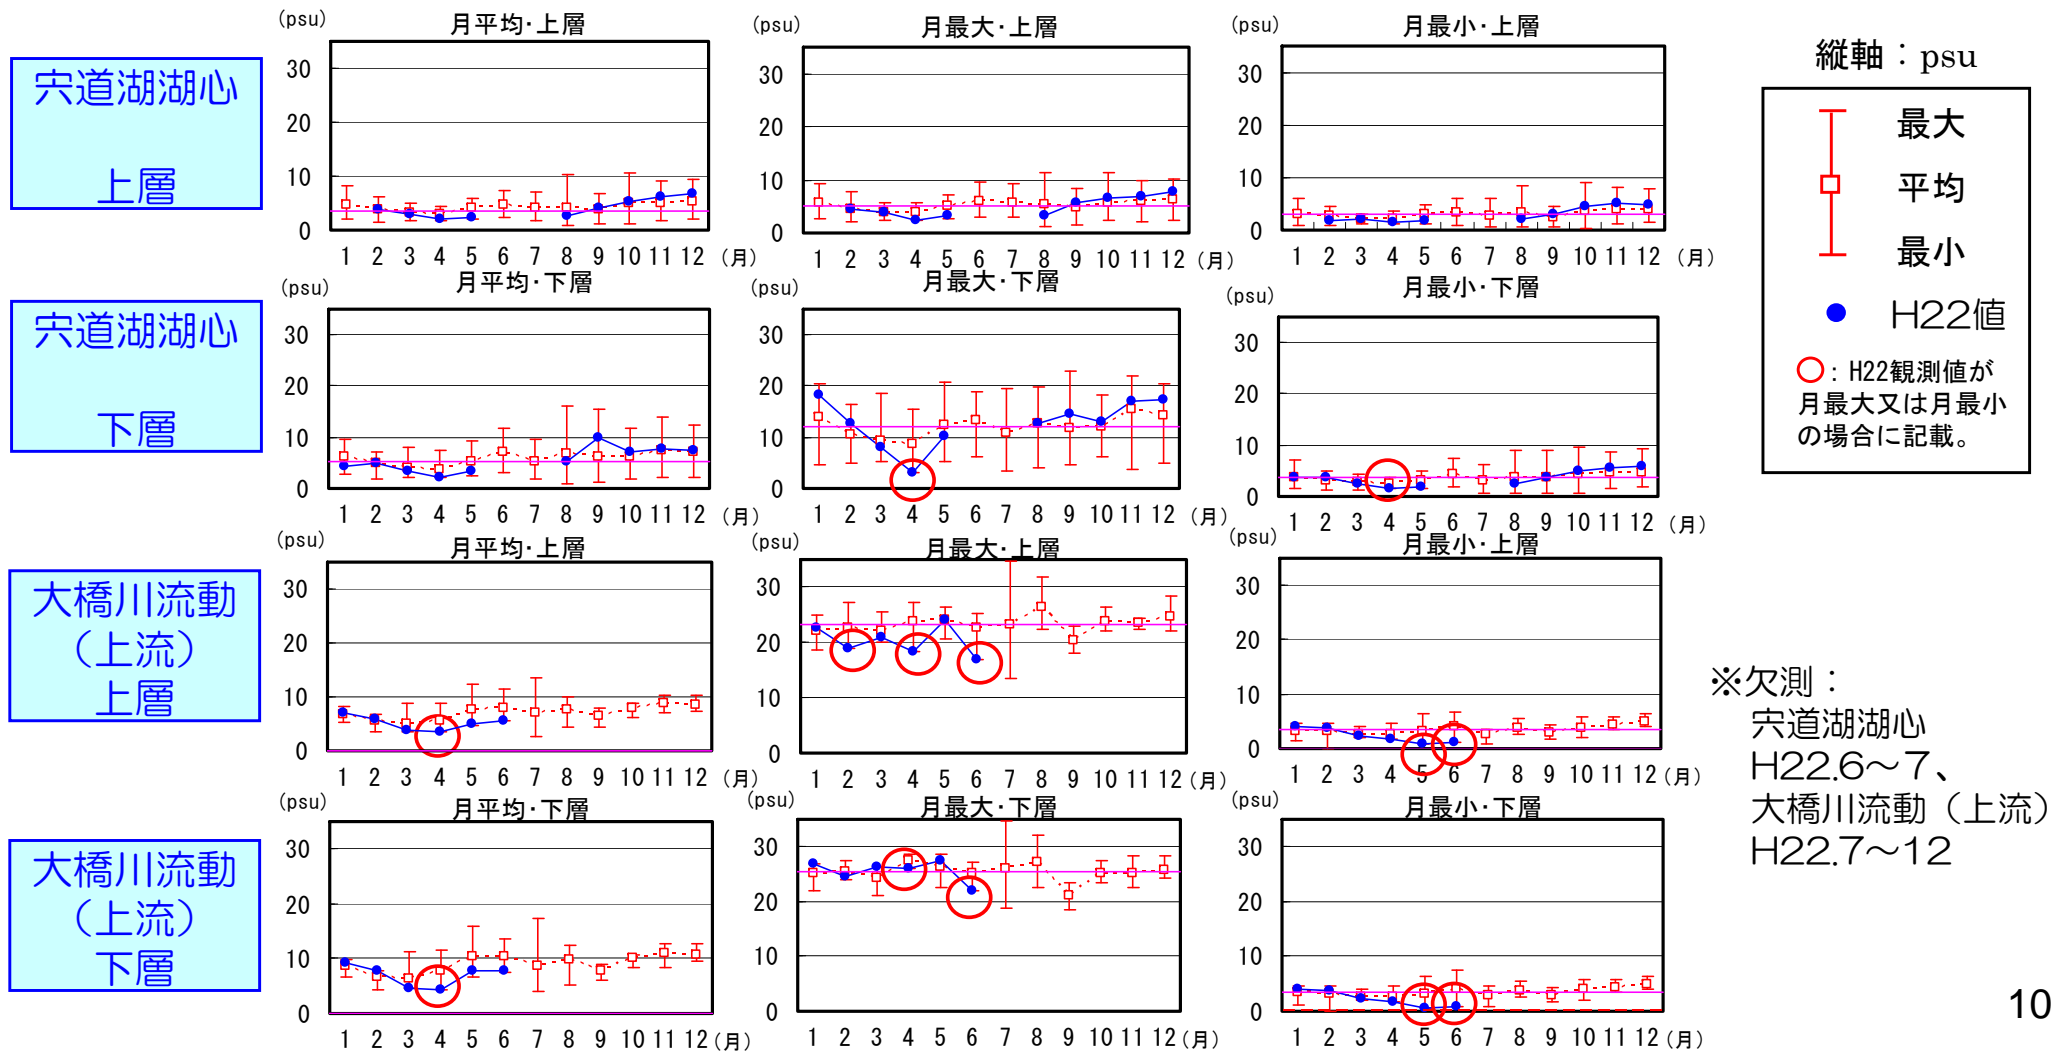 宍道湖湖心
上層
(psu)
月平均･上層
30
20
10
0
1 2 3 4 5 6 7 8 9 10 11 12 (月)
(psu)
月最大･上層
30
20
10
0
1 2 3 4 5 6 7 8 9 10 11 12 (月)
(psu)
月最小･上層
30
20
10
0
1 2 3 4 5 6 7 8 9 10 11 12 (月)
宍道湖湖心
下層
(psu)
月平均･下層
30
20
10
0
1 2 3 4 5 6 7 8 9 10 11 12 (月)
(psu)
月最大･下層
30
20
10
0
1 2 3 4 5 6 7 8 9 10 11 12 (月)
(psu)
月最小･下層
30
20
10
0
1 2 3 4 5 6 7 8 9 10 11 12 (月)
大橋川流動
（上流）
上層
(psu)
月平均･上層
30
20
10
0
1 2 3 4 5 6 7 8 9 10 11 12 (月)
(psu)
月最大･上層
30
20
10
0
1 2 3 4 5 6 7 8 9 10 11 12 (月)
(psu)
月最小･上層
30
20
10
0
1 2 3 4 5 6 7 8 9 10 11 12 (月)
大橋川流動
（上流）
下層
(psu)
月平均･下層
30
20
10
0
1 2 3 4 5 6 7 8 9 10 11 12 (月)
(psu)
月最大･下層
30
20
10
0
1 2 3 4 5 6 7 8 9 10 11 12 (月)
(psu)
月最小･下層
30
20
10
0
1 2 3 4 5 6 7 8 9 10 11 12 (月)
縦軸：psu
最大
平均
最小
H22値
：H22観測値が
月最大又は月最小
の場合に記載。
※欠測：
宍道湖湖心
H22.6～7、
大橋川流動（上流）
H22.7～12
10